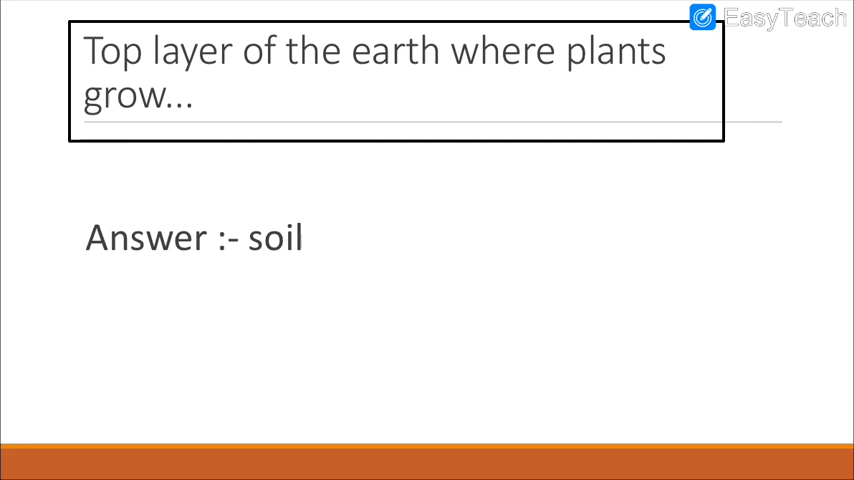 EasyTeach
Top layer of the earth where plants
grow...
Answer :- soil